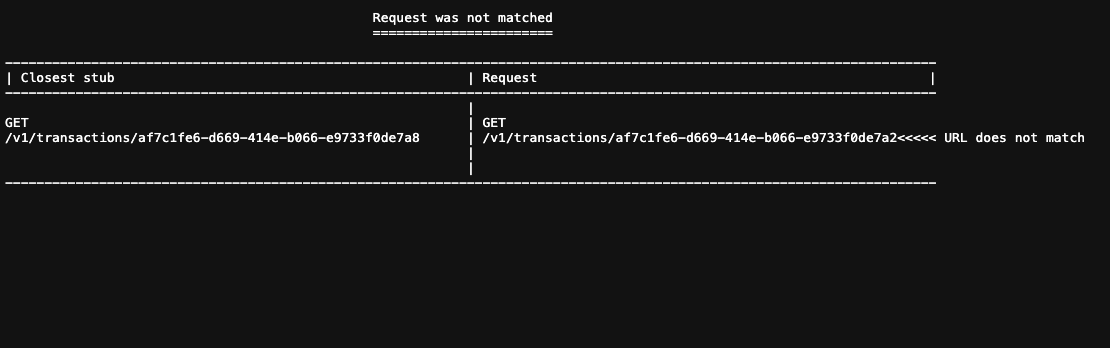 Request was not matched
=======================
-----------------------------------------------------------------------------------------------------------------------
| Closest stub                                             | Request                                                  |
-----------------------------------------------------------------------------------------------------------------------
                                                           |
GET                                                        | GET
/v1/transactions/af7c1fe6-d669-414e-b066-e9733f0de7a8      | /v1/transactions/af7c1fe6-d669-414e-b066-e9733f0de7a2<<<<< URL does not match
                                                           |
                                                           |
-----------------------------------------------------------------------------------------------------------------------